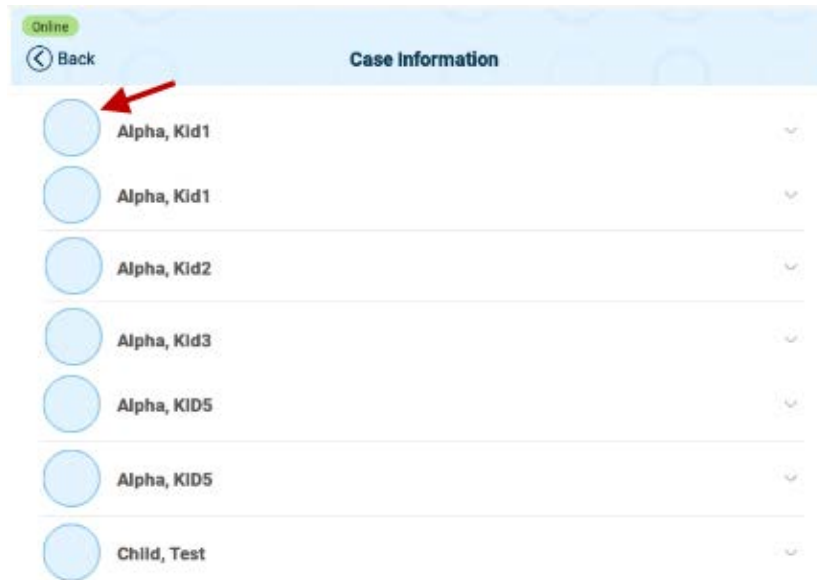 Online
Back
Case Information
Alpha, Kid1
Alpha, Kid1
Alpha, Kid2
Alpha, Kid3
Alpha, KID5
Alpha, KID5
Child, Test